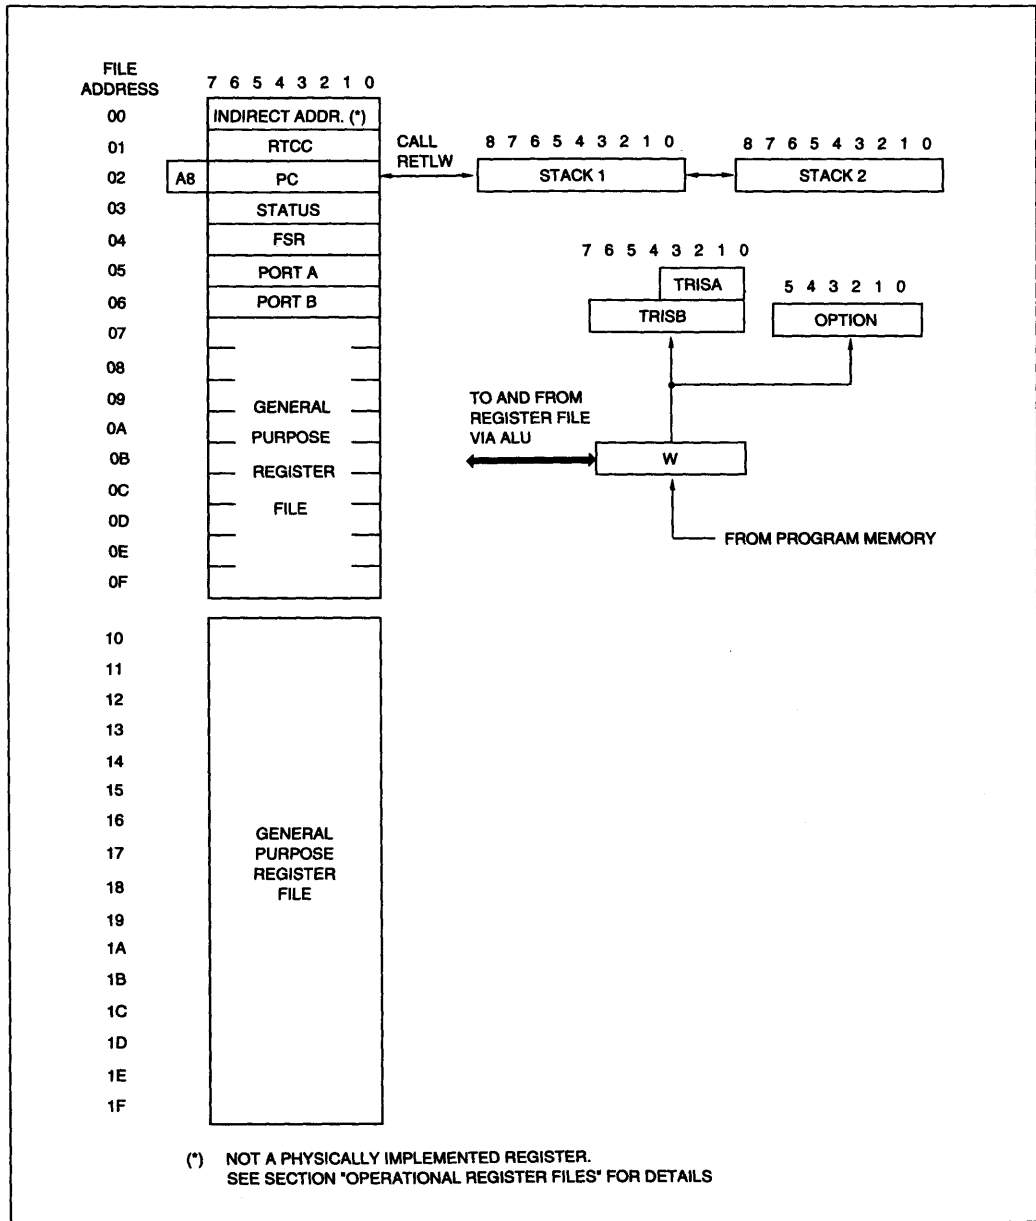 FILE
ADDRESS
7 6 5 4 3 2 1 0
00 INDIRECT ADDR. (*)
01 RTCC
02 A8 PC
03 STATUS
04 FSR
05 PORT A
06 PORT B
07
08
09
0A
0B
0C
0D
0E
0F
GENERAL
PURPOSE
REGISTER
FILE
CALL
RETLW
8 7 6 5 4 3 2 1 0
STACK 1
8 7 6 5 4 3 2 1 0
STACK 2
7 6 5 4 3 2 1 0
TRISA
TRISB
5 4 3 2 1 0
OPTION
TO AND FROM
REGISTER FILE
VIA ALU
W
FROM PROGRAM MEMORY
10
11
12
13
14
15
16
17
18
19
1A
1B
1C
1D
1E
1F
GENERAL
PURPOSE
REGISTER
FILE
(*) NOT A PHYSICALLY IMPLEMENTED REGISTER.
SEE SECTION "OPERATIONAL REGISTER FILES" FOR DETAILS